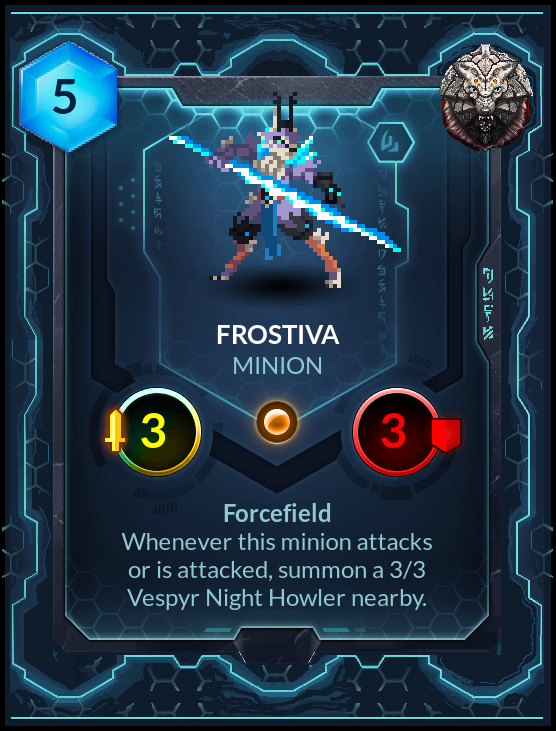 5
FROSTIVA
MINION
3
3
Forcefield
Whenever this minion attacks
or is attacked, summon a 3/3
Vespyr Night Howler nearby.